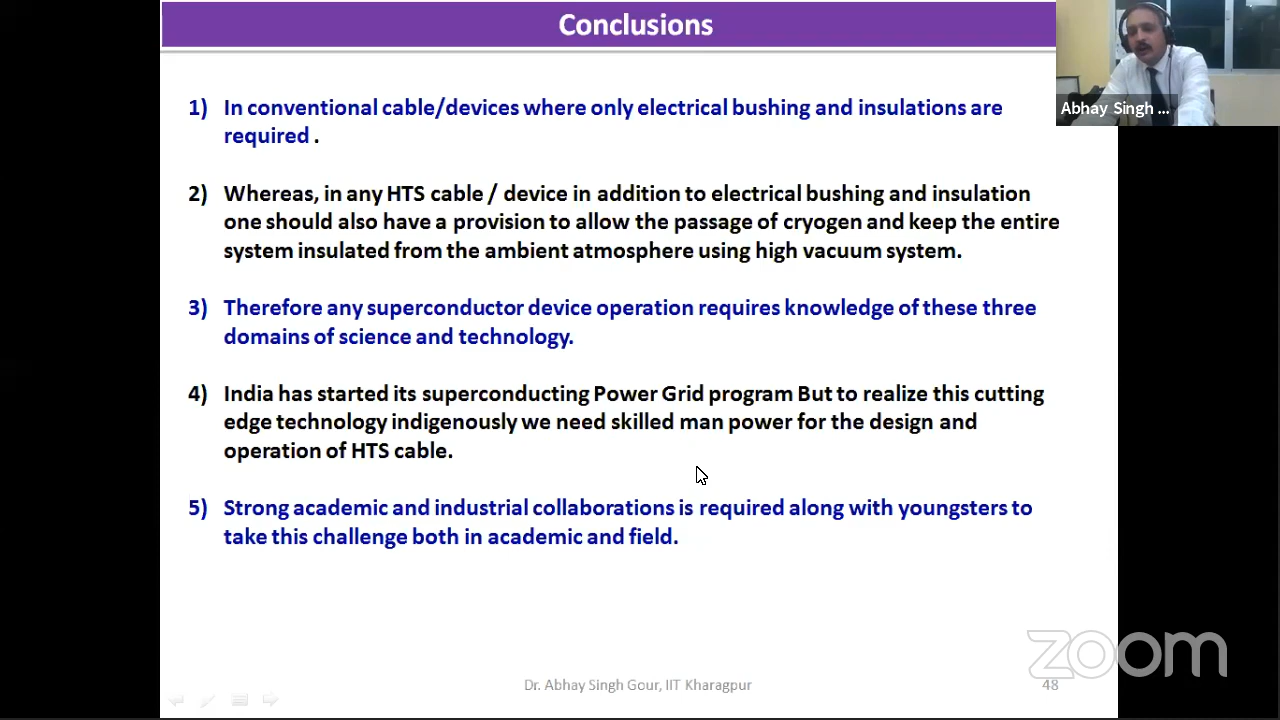 Conclusions
Abhay Singh ...
1) In conventional cable/devices where only electrical bushing and insulations are
required .
2) Whereas, in any HTS cable / device in addition to electrical bushing and insulation
one should also have a provision to allow the passage of cryogen and keep the entire
system insulated from the ambient atmosphere using high vacuum system.
3) Therefore any superconductor device operation requires knowledge of these three
domains of science and technology.
4) India has started its superconducting Power Grid program But to realize this cutting
edge technology indigenously we need skilled man power for the design and
operation of HTS cable.
5) Strong academic and industrial collaborations is required along with youngsters to
take this challenge both in academic and field.
zoom
Dr. Abhay Singh Gour, IIT Kharagpur
48